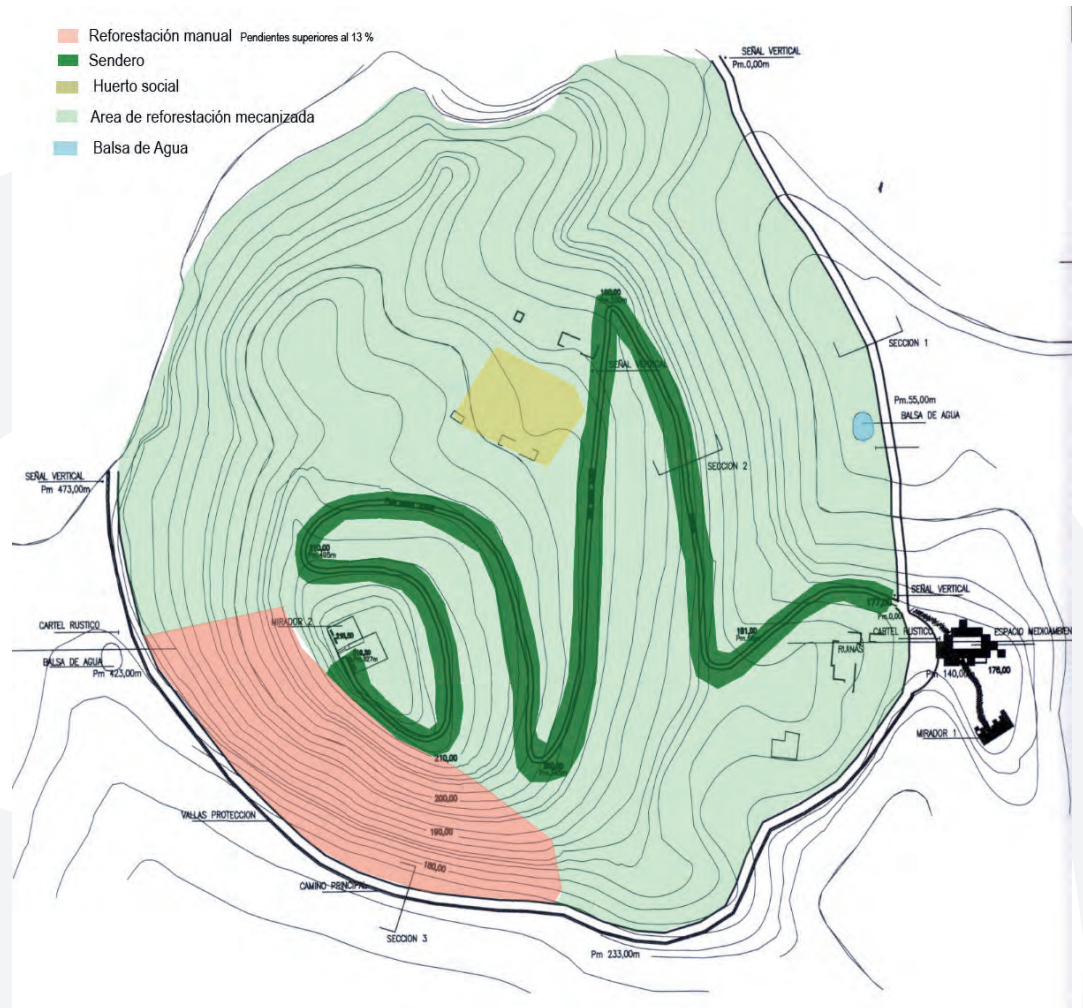 Reforestación manual Pendientes superiores al 13 %
Sendero
Huerto social
Area de reforestación mecanizada
Balsa de Agua
SEÑAL VERTICAL
Pm.0,00m
SECCION 1
SEÑAL VERTICAL
Pm.55,00m
BALSA DE AGUA
SECCION 2
SEÑAL VERTICAL
Pm 473,00m
SEÑAL VERTICAL
177,00
Pm.0,00
CARTEL RUSTICO
MIRADOR 2
181,00
CARTEL RUSTICO
ESPACIO MEDIOAMBIEN
BALSA DE AGUA
RUINAS
Pm 423,00m
Pm 140,00m
176,00
MIRADOR 1
210,00
200,00
VALLAS PROTECCION
190,00
180,00
CAMINO PRINCIPAL
SECCION 3
Pm 233,00m